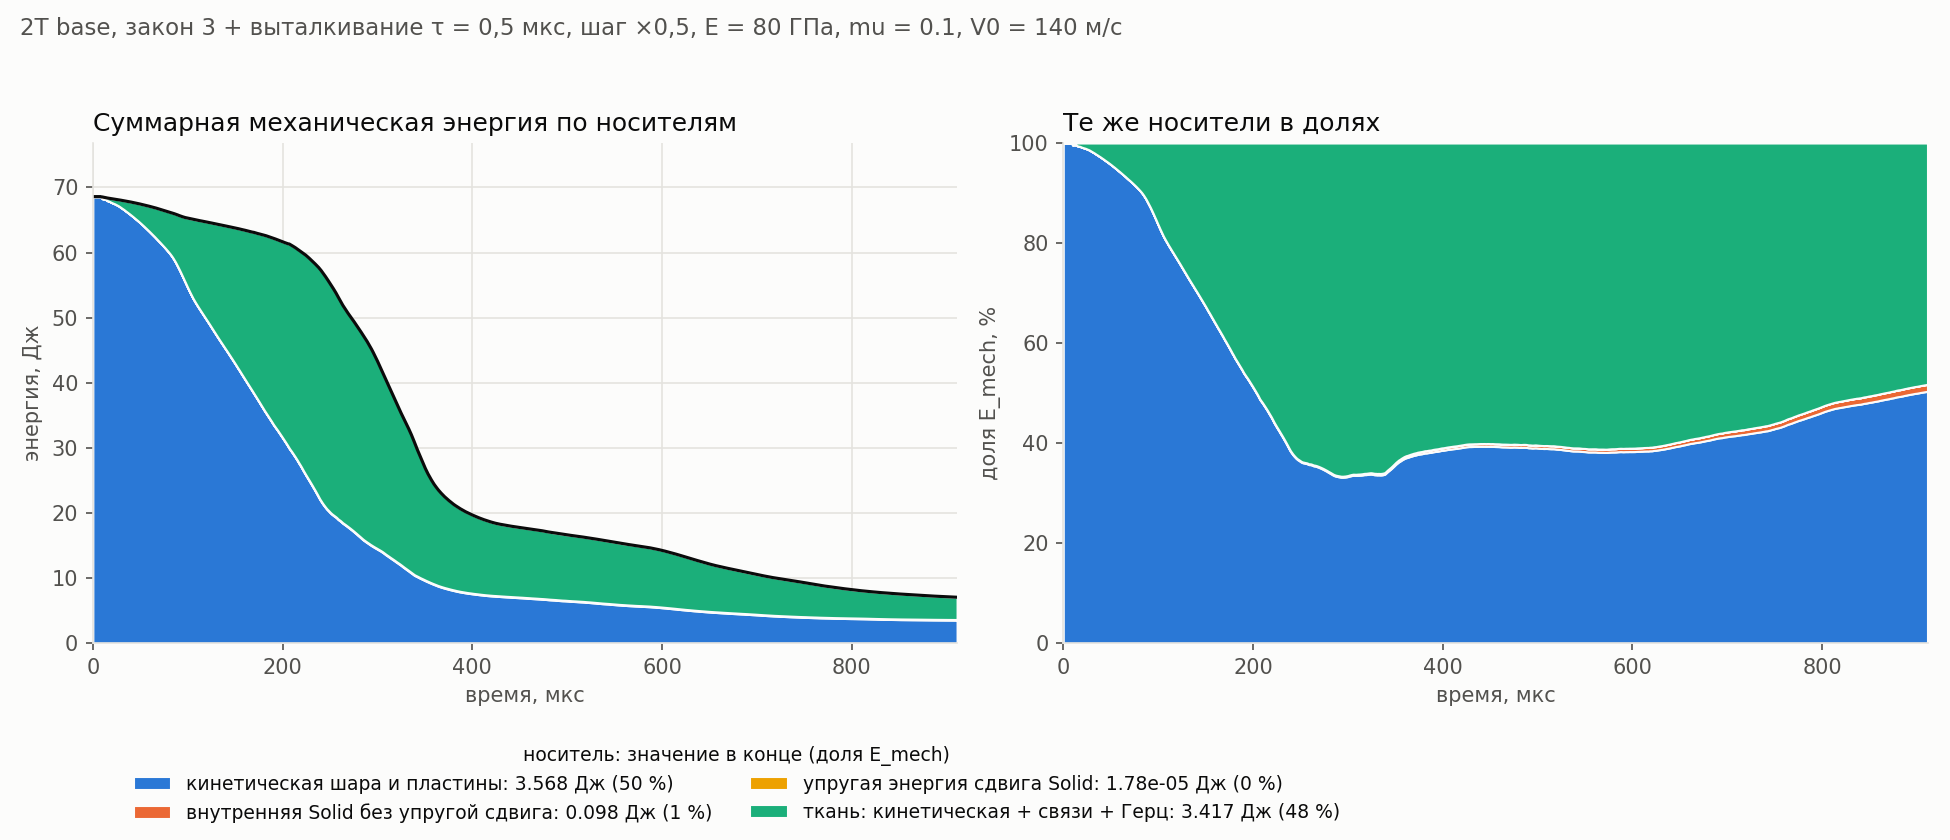 2T base, закон 3 + выталкивание τ = 0,5 мкс, шаг ×0,5, E = 80 ГПа, mu = 0.1, V0 = 140 м/с
Суммарная механическая энергия по носителям
Те же носители в долях
энергия, Дж
70
60
50
40
30
20
10
0
0 200 400 600 800
время, мкс
доля E_mech, %
100
80
60
40
20
0
0 200 400 600 800
время, мкс
носитель: значение в конце (доля E_mech)
кинетическая шара и пластины: 3.568 Дж (50 %)
внутренняя Solid без упругой сдвига: 0.098 Дж (1 %)
упругая энергия сдвига Solid: 1.78e-05 Дж (0 %)
ткань: кинетическая + связи + Герц: 3.417 Дж (48 %)